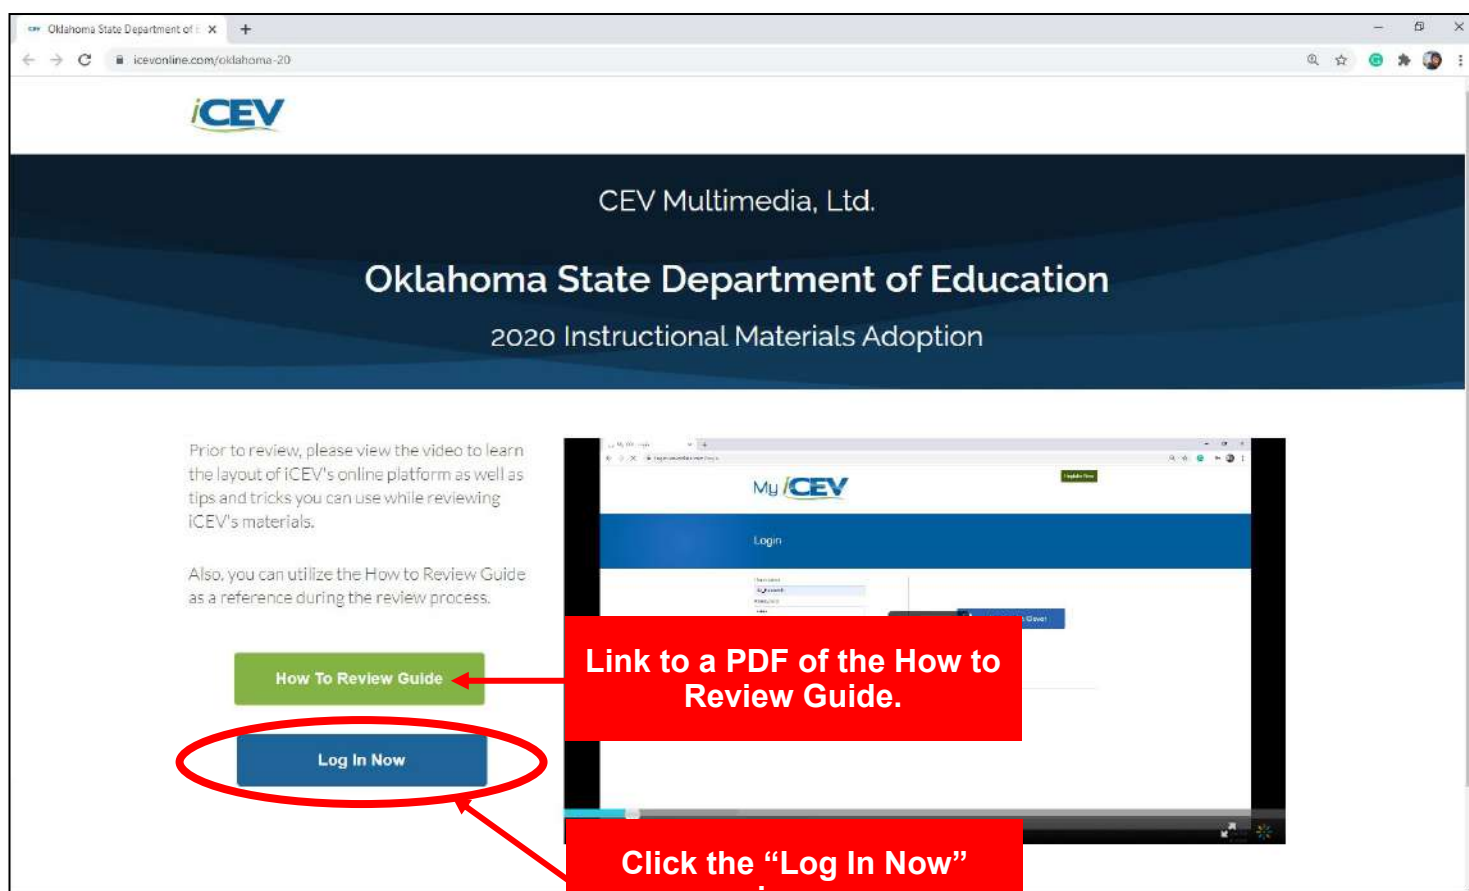 Oklahoma State Department of E
icevonline.com/oklahoma-20
iCEV
CEV Multimedia, Ltd.
Oklahoma State Department of Education
2020 Instructional Materials Adoption
Prior to review, please view the video to learn
the layout of iCEV's online platform as well as
tips and tricks you can use while reviewing
iCEV's materials.
Also, you can utilize the How to Review Guide
as a reference during the review process.
How To Review Guide
Log In Now
My iCEV
Login
Link to a PDF of the How to
Review Guide.
Click the “Log In Now”